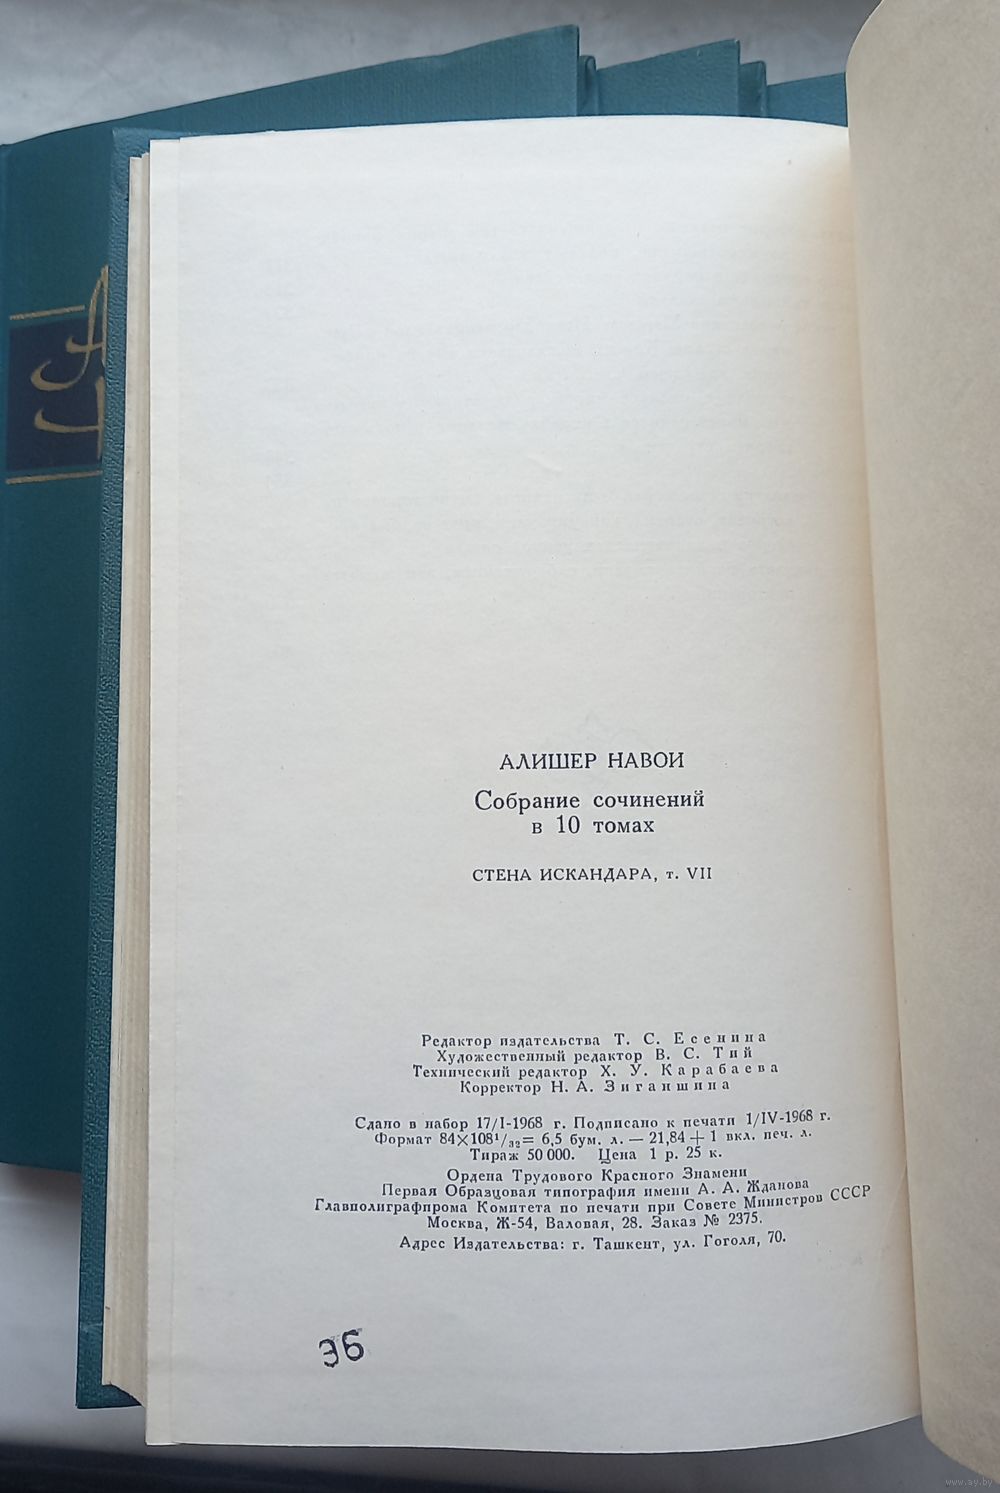 АЛИШЕР НАВОИ
Собрание сочинений
в 10 томах
СТЕНА ИСКАНДАРА, т. VII
Редактор издательства Т. С. Есенина
Художественный редактор В. С. Тий
Технический редактор Х. У. Карабаева
Корректор Н. А. Зиганшина
Сдано в набор 17/I-1968 г. Подписано к печати 1/IV-1968 г.
Формат 84×108¹/₃₂= 6,5 бум. л. — 21,84 + 1 вкл. печ. л.
Тираж 50 000. Цена 1 р. 25 к.
Ордена Трудового Красного Знамени
Первая Образцовая типография имени А. А. Жданова
Главполиграфпрома Комитета по печати при Совете Министров СССР
Москва, Ж-54, Валовая, 28. Заказ № 2375.
Адрес Издательства: г. Ташкент, ул. Гоголя, 70.
ЭБ
www.ay.by